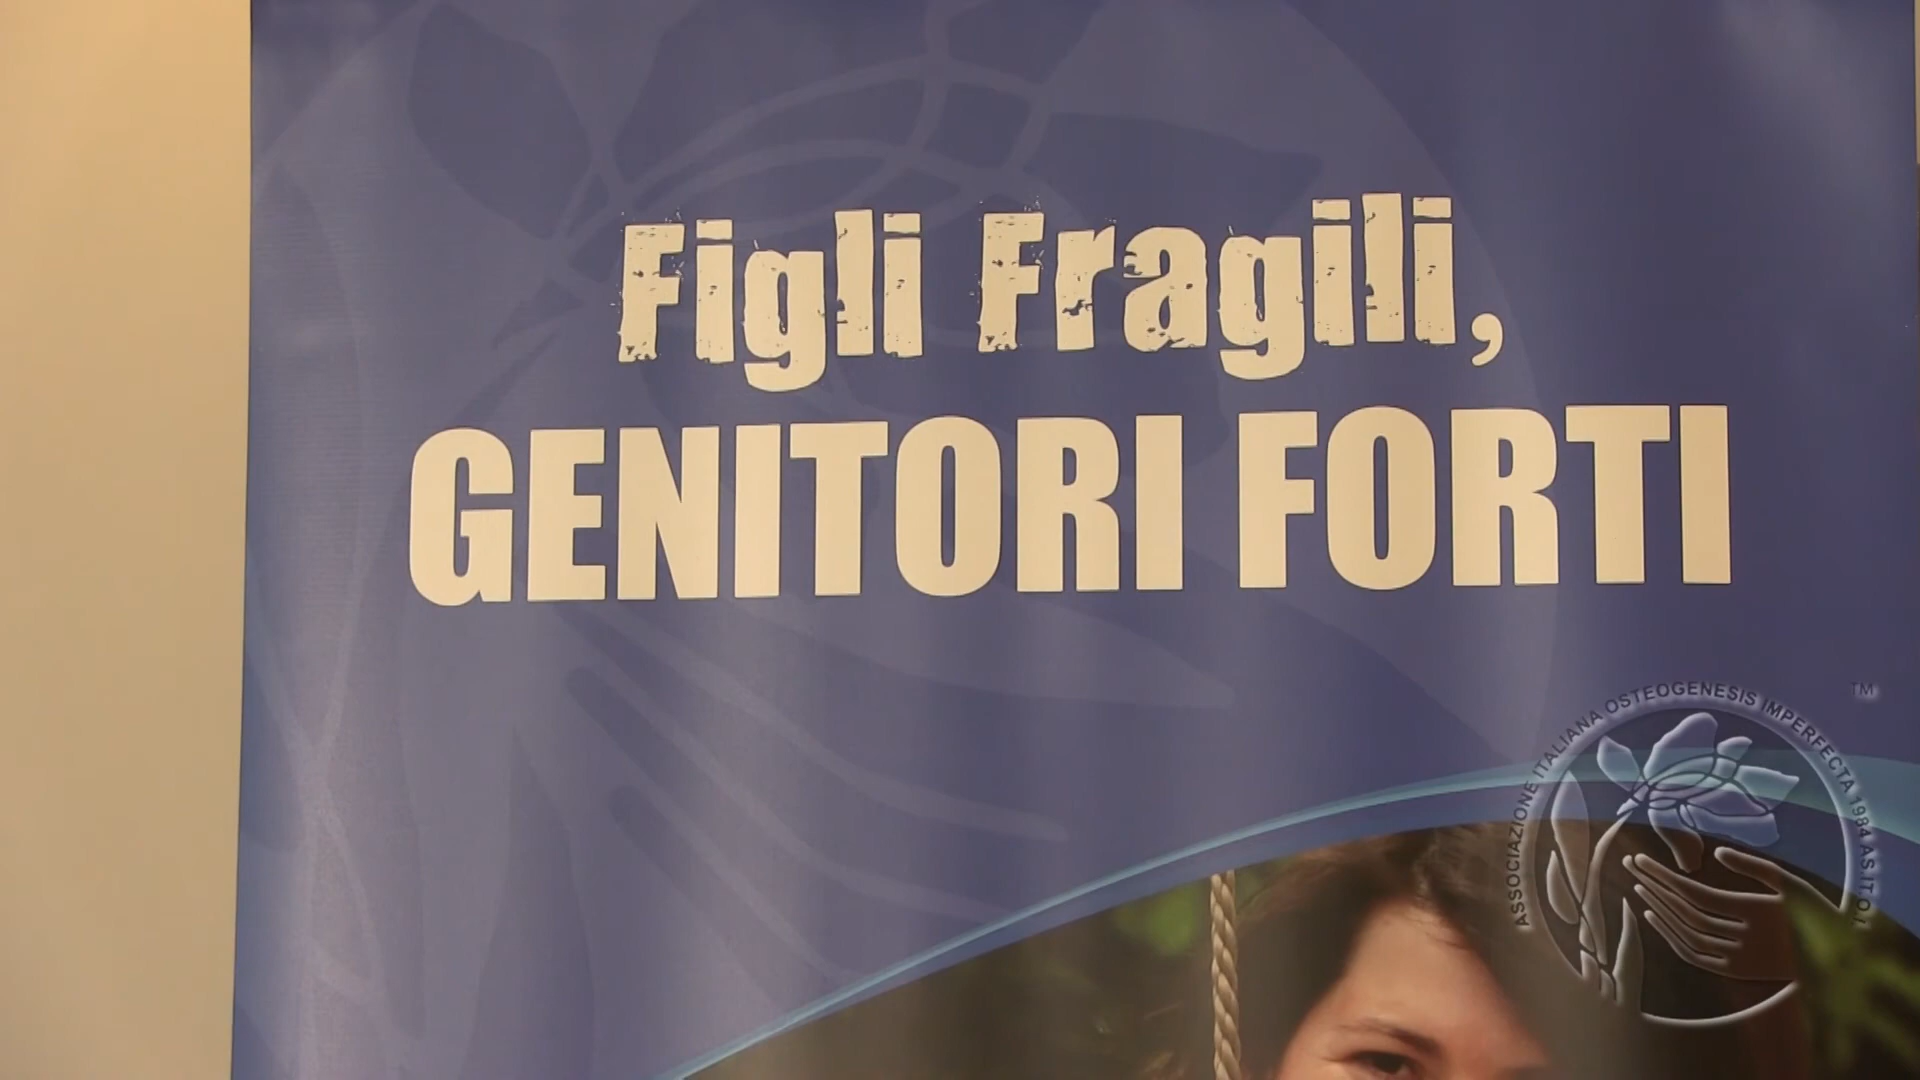 Figli Fragili,
GENITORI FORTI
TM
ASSOCIAZIONE ITALIANA OSTEOGENESIS IMPERFECTA 1984 AS.IT.O.I